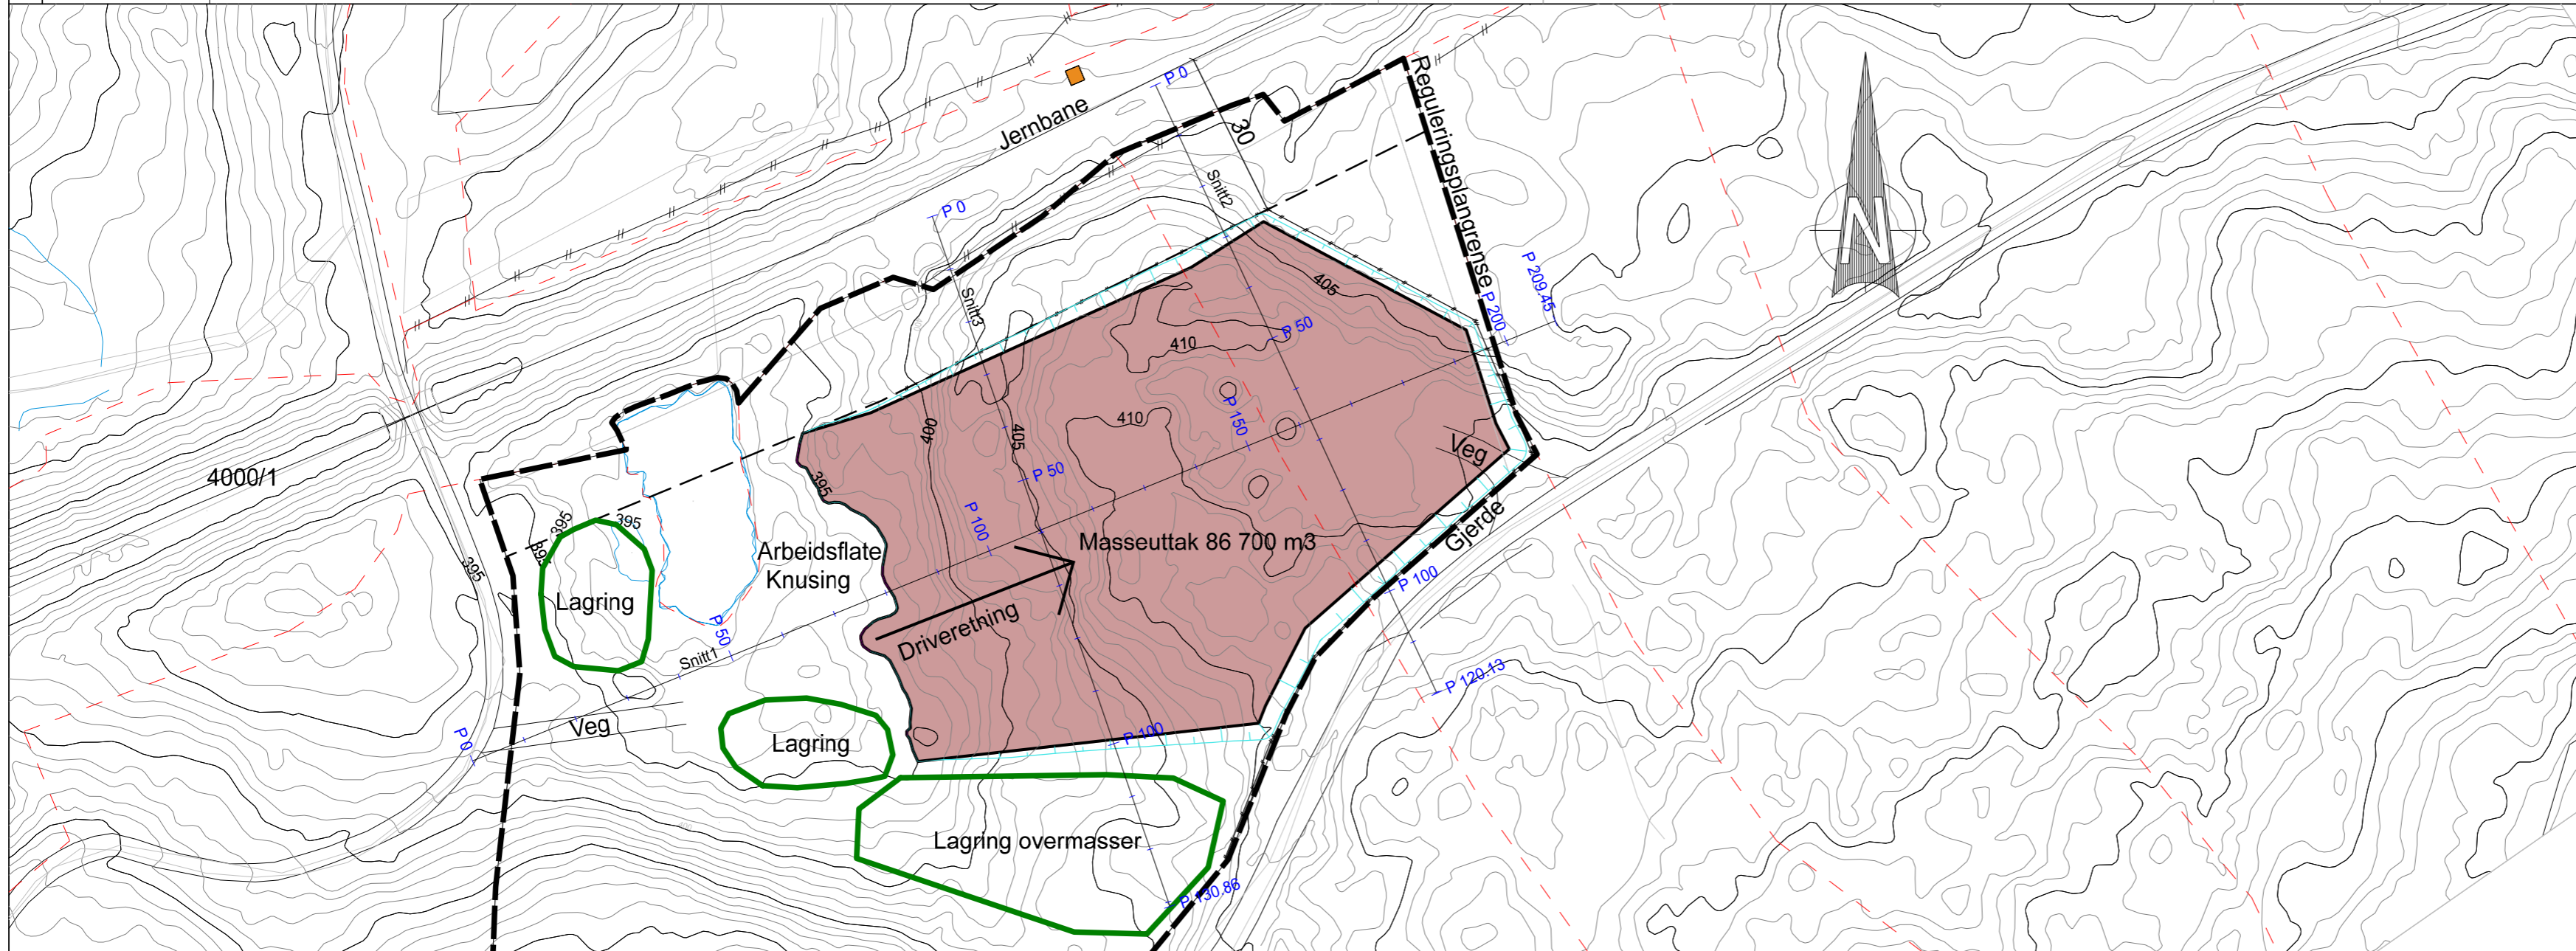 P 0
Jernbane
30
Reguleringsplangrense
N
Snitt2
P 0
P 209.45
Snitt3
405
P 200
P 50
410
400
405
410
P 150
Veg
4000/1
395
P 50
395
395
395
395
P 100
Gjerde
Arbeidsflate
Knusing
Masseuttak 86 700 m3
P 100
Lagring
Driveretning
P 50
Snitt1
P 120.13
Veg
P 0
Lagring
P 100
Lagring overmasser
P 130.86